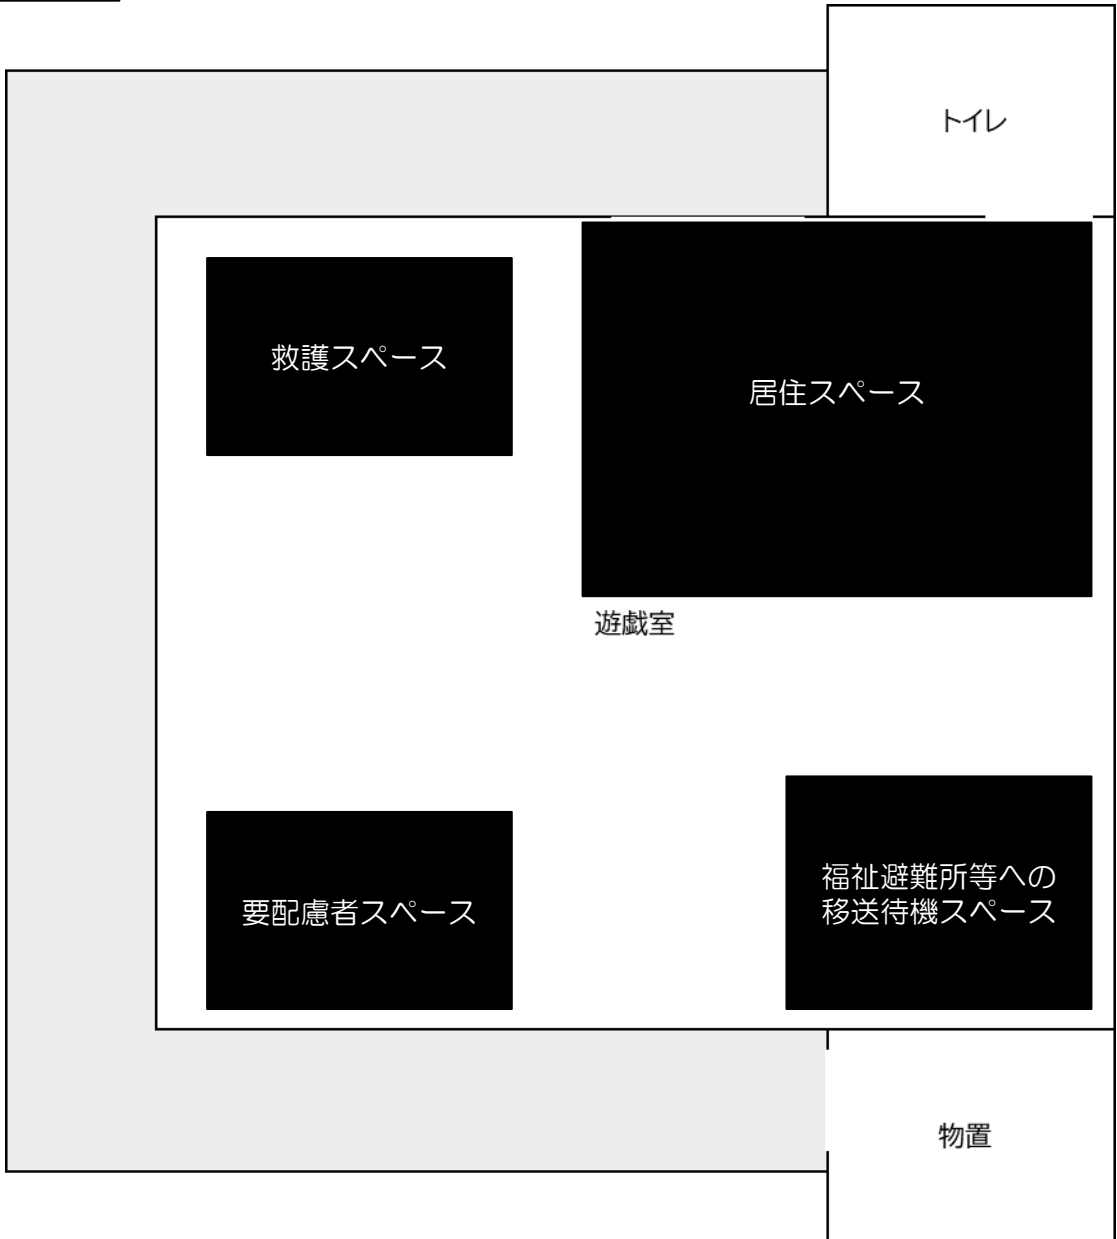 トイレ
救護スペース
居住スペース
遊戯室
要配慮者スペース
福祉避難所等への
移送待機スペース
物置